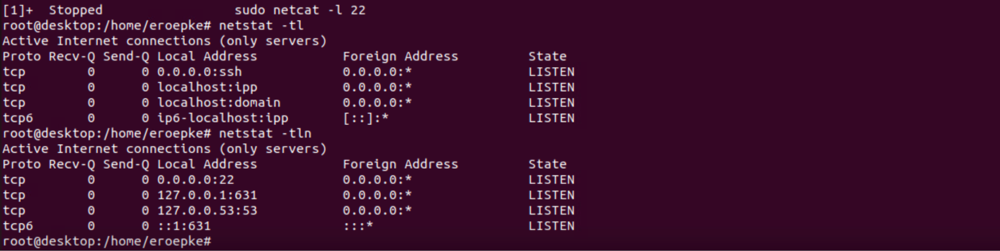 [1]+  Stopped                 sudo netcat -l 22
root@desktop:/home/eroepke# netstat -tl
Active Internet connections (only servers)
Proto Recv-Q Send-Q Local Address           Foreign Address         State
tcp        0      0 0.0.0.0:ssh             0.0.0.0:*               LISTEN
tcp        0      0 localhost:ipp           0.0.0.0:*               LISTEN
tcp        0      0 localhost:domain        0.0.0.0:*               LISTEN
tcp6       0      0 ip6-localhost:ipp       [::]:*                  LISTEN
root@desktop:/home/eroepke# netstat -tln
Active Internet connections (only servers)
Proto Recv-Q Send-Q Local Address           Foreign Address         State
tcp        0      0 0.0.0.0:22              0.0.0.0:*               LISTEN
tcp        0      0 127.0.0.1:631           0.0.0.0:*               LISTEN
tcp        0      0 127.0.0.53:53           0.0.0.0:*               LISTEN
tcp6       0      0 ::1:631                 :::*                    LISTEN
root@desktop:/home/eroepke#